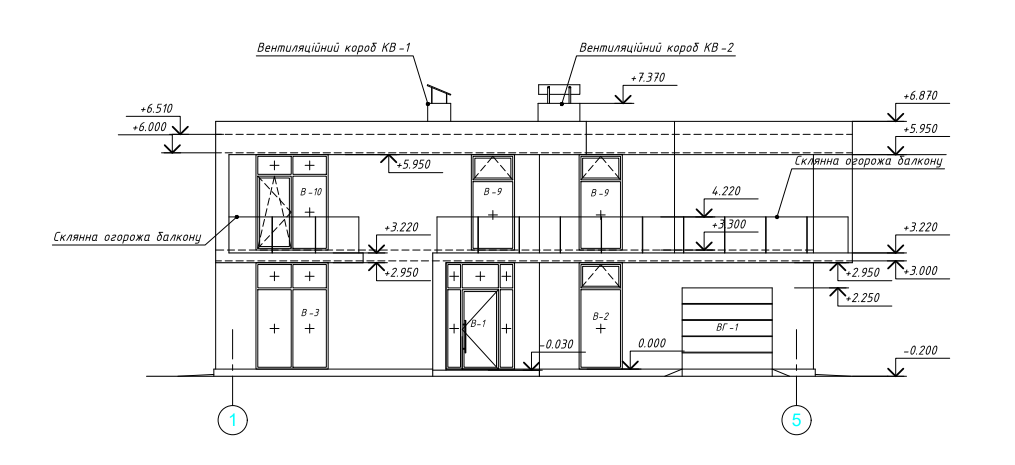 Вентиляційний короб КВ-1
Вентиляційний короб КВ-2
+7.370
+6.870
+6.510
+6.000
+5.950
+5.950
Склянна огорожа балкону
В-10
В-9
В-9
4.220
+3.220
+3.300
+3.220
Склянна огорожа балкону
+2.950
+2.950
+3.000
+2.250
В-3
В-1
В-2
ВГ-1
-0.030
0.000
-0.200
1
5